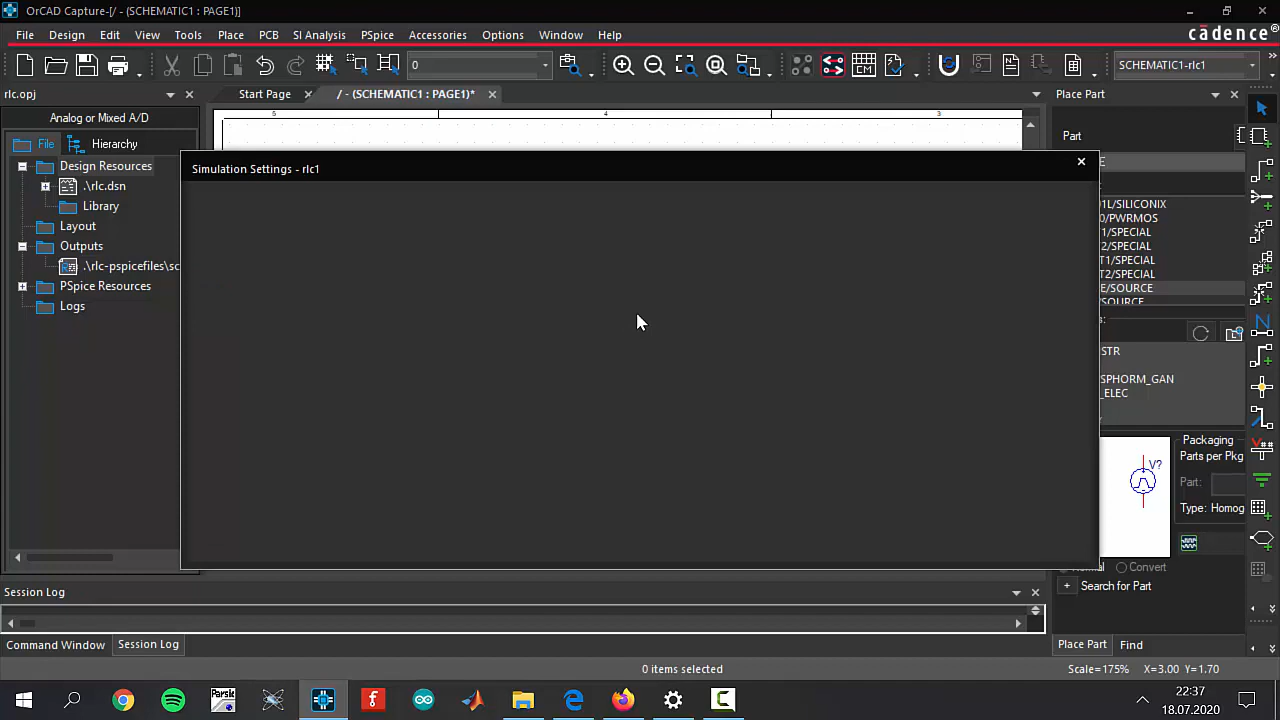 OrCAD Capture-[/ - (SCHEMATIC1 : PAGE1)]
File Design Edit View Tools Place PCB SI Analysis PSpice Accessories Options Window Help
cādence®
0
SCHEMATIC1-rlc1
rlc.opj
Start Page
/ - (SCHEMATIC1 : PAGE1)*
Place Part
Analog or Mixed A/D
File Hierarchy
Design Resources
.\rlc.dsn
Library
Layout
Outputs
.\rlc-pspicefiles\sc
PSpice Resources
Logs
5 4 3
Simulation Settings - rlc1
Part
E
1L/SILICONIX
0/PWRMOS
1/SPECIAL
2/SPECIAL
T1/SPECIAL
T2/SPECIAL
E/SOURCE
/SOURCE
s:
STR
SPHORM_GAN
_ELEC
V?
Packaging
Parts per Pkg
Part:
Type: Homog
Convert
Search for Part
Session Log
Command Window Session Log
Place Part Find
0 items selected
Scale=175% X=3.00 Y=1.70
Parsic
22:37
18.07.2020